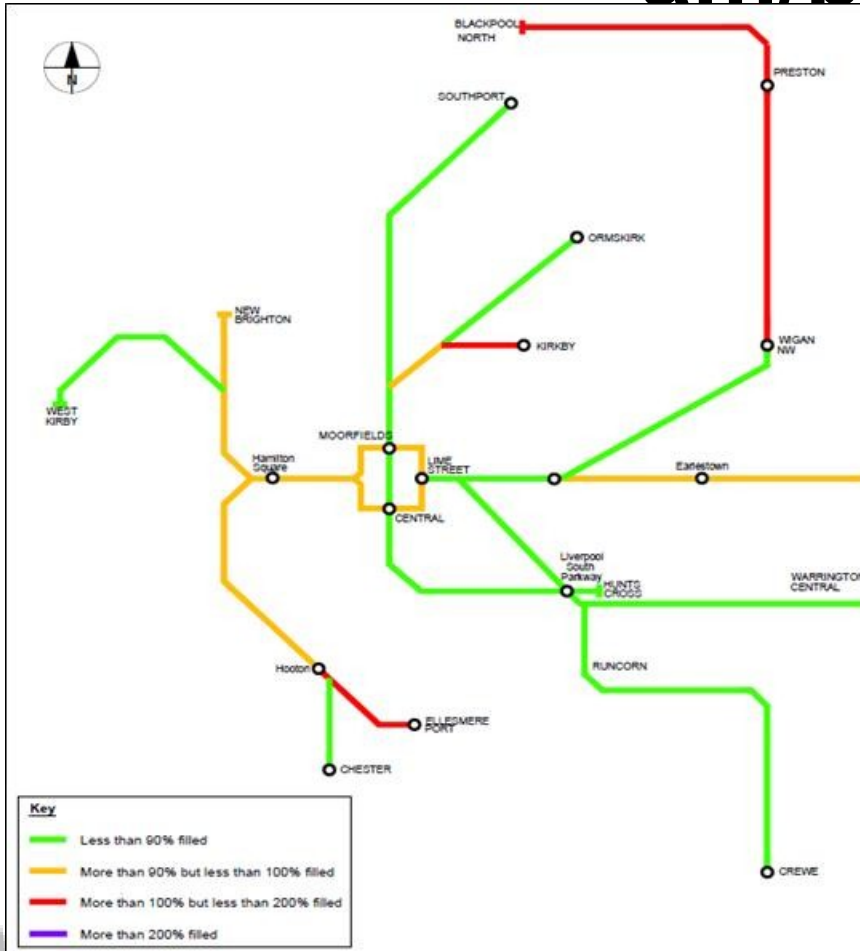 BLACKPOOL
NORTH
PRESTON
N
SOUTHPORT
ORMSKIRK
NEW
BRIGHTON
KIRKBY
WIGAN
NW
WEST
KIRBY
MOORFIELDS
Hamilton
Square
LIME
STREET
Earlestown
CENTRAL
Liverpool
South
Parkway
HUNTS
CROSS
WARRINGTON
CENTRAL
Hooton
RUNCORN
ELLESMERE
PORT
CHESTER
CREWE
Key
Less than 90% filled
More than 90% but less than 100% filled
More than 100% but less than 200% filled
More than 200% filled